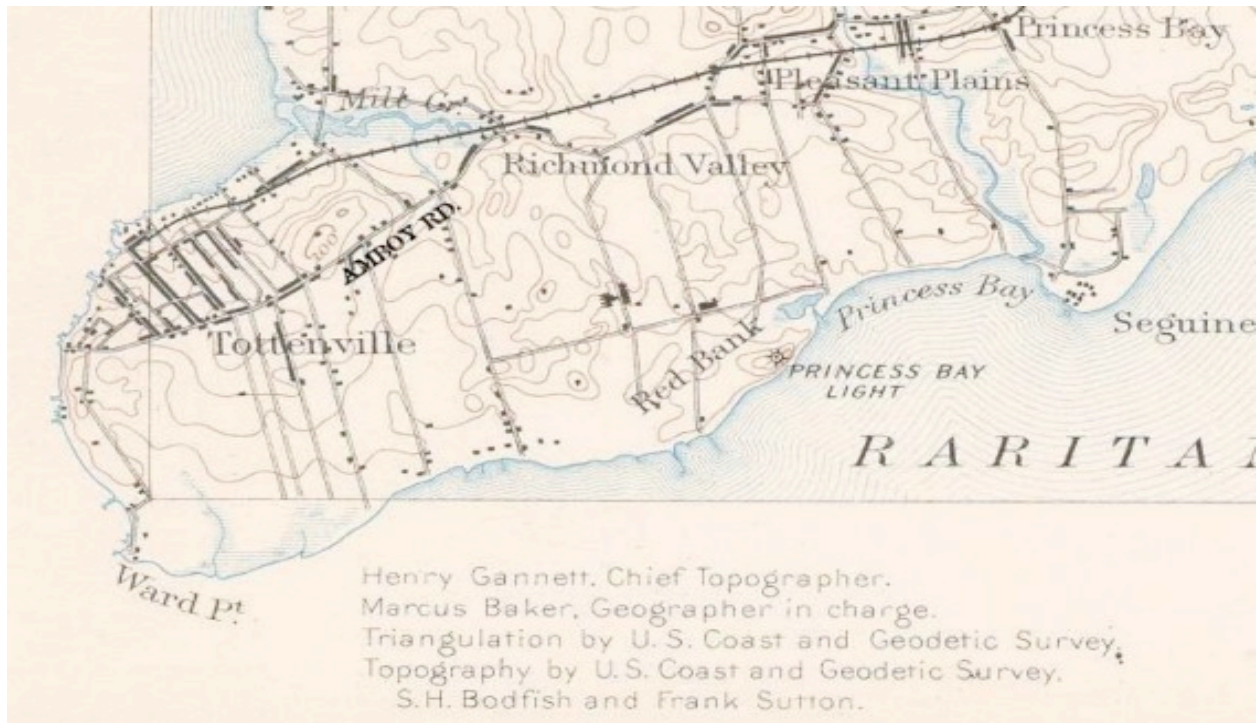 Princess Bay
Pleasant Plains
Mill Cr.
Richmond Valley
AMBOY RD.
100
Tottenville
Princess Bay
Seguine
Red Bank
PRINCESS BAY
LIGHT
RARITA
Ward Pt.
Henry Gannett, Chief Topographer.
Marcus Baker, Geographer in charge.
Triangulation by U.S. Coast and Geodetic Survey.
Topography by U.S. Coast and Geodetic Survey.
S.H. Bodfish and Frank Sutton.